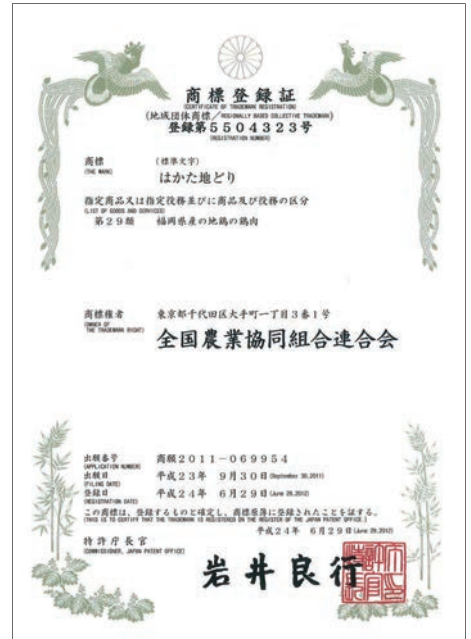 商標登録証
(CERTIFICATE OF TRADEMARK REGISTRATION)
(地域団体商標/REGIONALLY BASED COLLECTIVE TRADEMARK)
登録第5504323号
(REGISTRATION NUMBER)
商標 (標準文字)
(THE MARK) はかた地どり
指定商品又は指定役務並びに商品及び役務の区分
(LIST OF GOODS AND SERVICES)
第29類 福岡県産の地鶏の鶏肉
商標権者 東京都千代田区大手町一丁目3番1号
(OWNER OF THE TRADEMARK RIGHT)
全国農業協同組合連合会
出願番号 商願2011-069954
(APPLICATION NUMBER)
出願日 平成23年 9月30日(September 30,2011)
(FILING DATE)
登録日 平成24年 6月29日(June 29,2012)
(REGISTRATION DATE)
この商標は、登録するものと確定し、商標原簿に登録されたことを証する。
(THIS IS TO CERTIFY THAT THE TRADEMARK IS REGISTERED ON THE REGISTER OF THE JAPAN PATENT OFFICE.)
平成24年 6月29日(June 29,2012)
特許庁長官
(COMMISSIONER, JAPAN PATENT OFFICE)
岩井良行